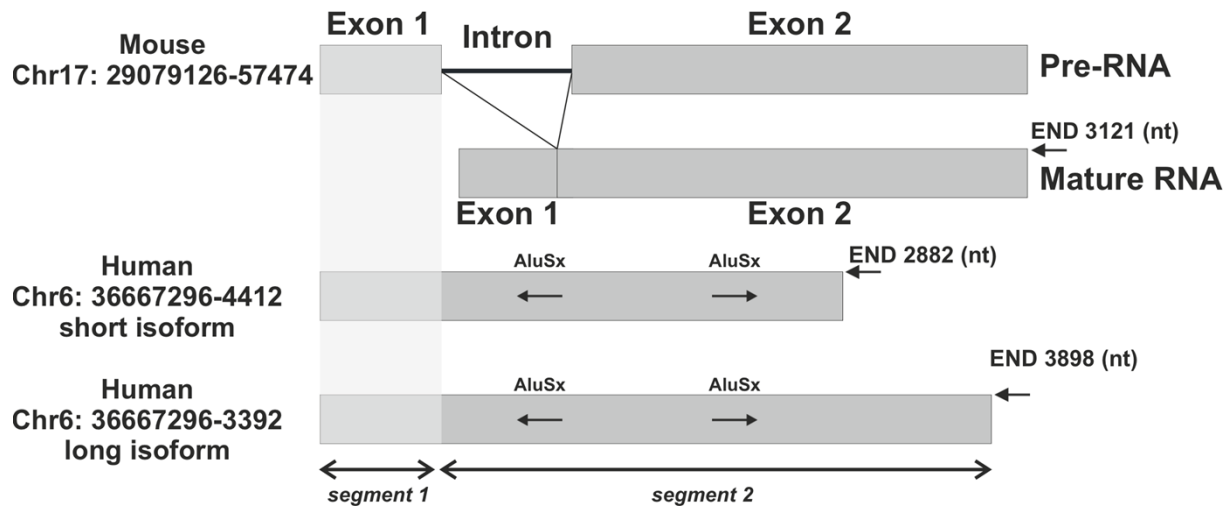 Exon 1
Intron
Exon 2
Mouse
Chr17: 29079126-57474
Pre-RNA
END 3121 (nt)
Mature RNA
Exon 1
Exon 2
Human
Chr6: 36667296-4412
short isoform
AluSx
AluSx
END 2882 (nt)
Human
Chr6: 36667296-3392
long isoform
AluSx
AluSx
END 3898 (nt)
segment 1
segment 2